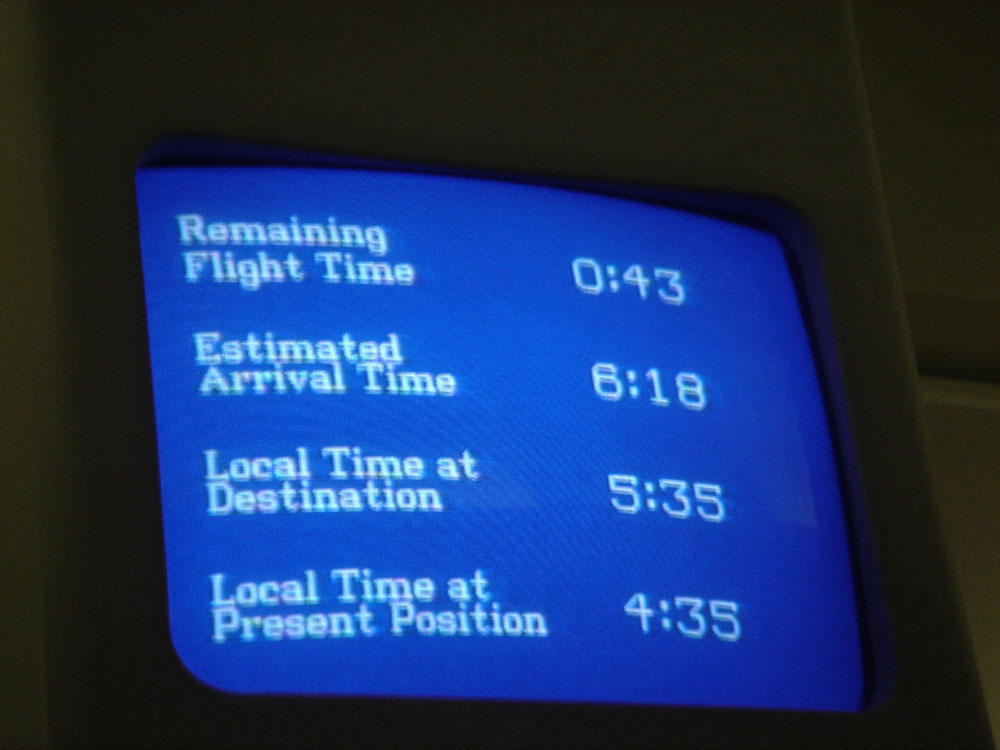 Remaining
Flight Time 0:43
Estimated
Arrival Time 6:18
Local Time at
Destination 5:35
Local Time at
Present Position 4:35